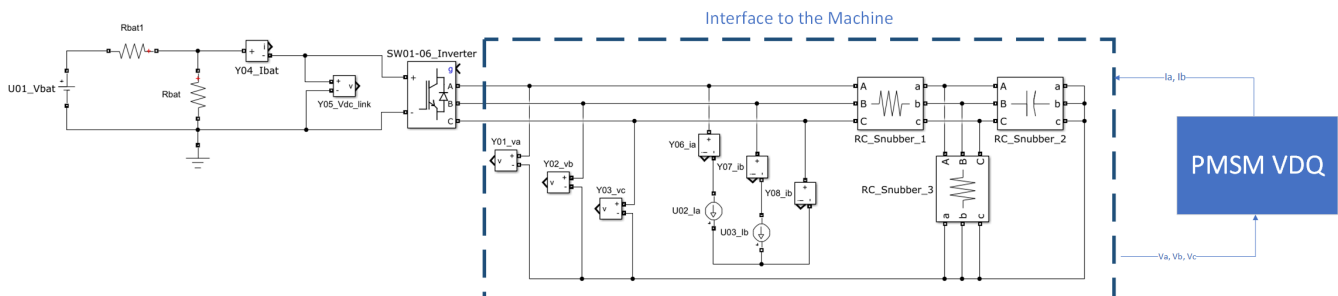 Interface to the Machine
Rbat1
U01_Vbat
Rbat
+
i
-
Y04_Ibat
+
-
v
Y05_Vdc_link
SW01-06_Inverter
g
+
-
A
B
C
Y01_va
v
+
-
Y02_vb
v
+
-
Y03_vc
v
+
-
Y06_ia
Y07_ib
Y08_ib
U02_Ia
U03_Ib
A
B
C
a
b
c
RC_Snubber_1
A
B
C
a
b
c
RC_Snubber_2
RC_Snubber_3
A
B
C
a
b
c
Ia, Ib
PMSM VDQ
Va, Vb, Vc